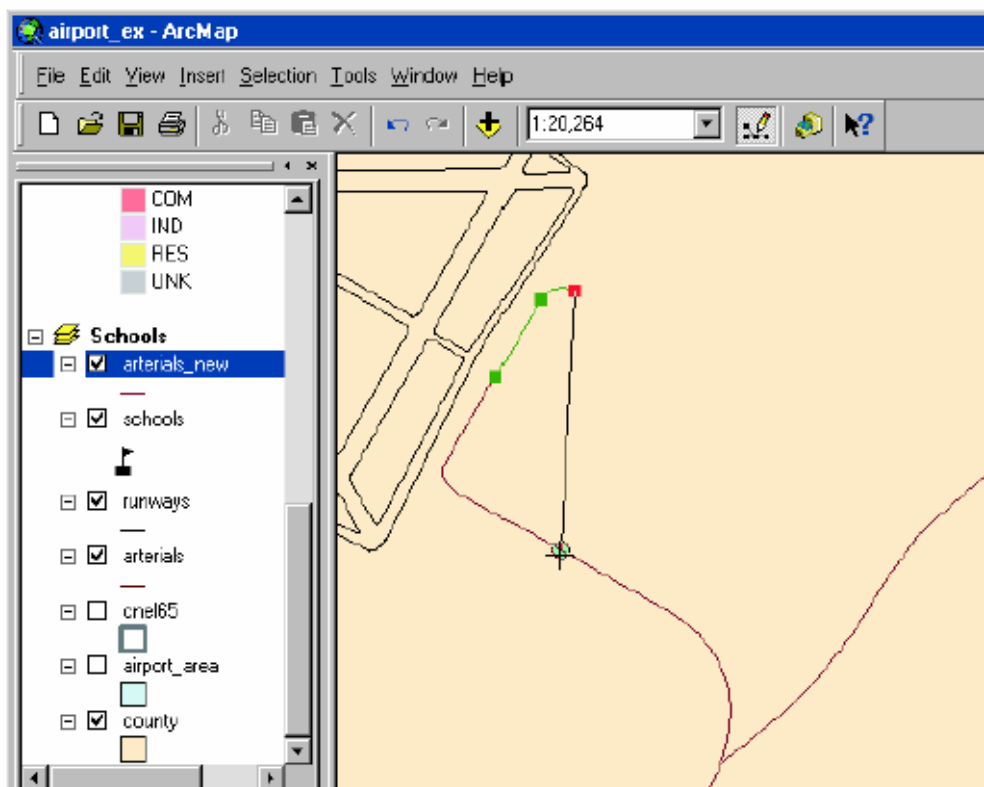 airport_ex - ArcMap
File Edit View Insert Selection Tools Window Help
1:20,264
COM
IND
RES
UNK
Schools
arterials_new
schools
runways
arterials
cnel65
airport_area
county